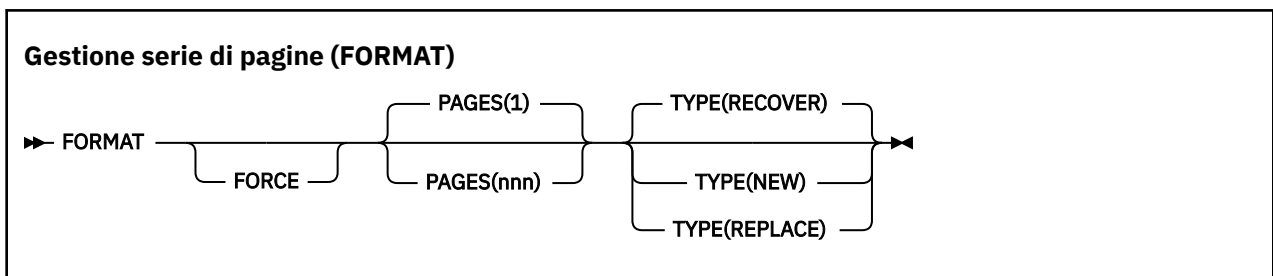 Gestione serie di pagine (FORMAT)
PAGES(1) TYPE(RECOVER)
FORMAT
FORCE PAGES(nnn) TYPE(NEW)
TYPE(REPLACE)